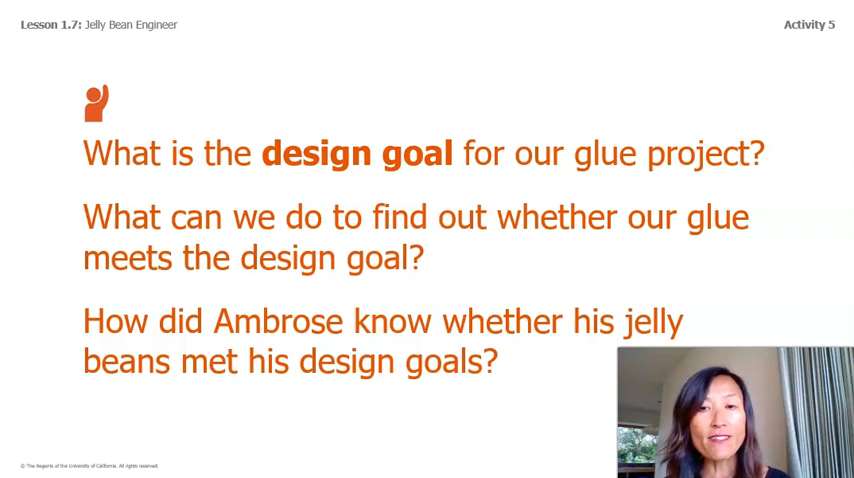 Lesson 1.7: Jelly Bean Engineer
Activity 5
What is the design goal for our glue project?
What can we do to find out whether our glue
meets the design goal?
How did Ambrose know whether his jelly
beans met his design goals?
© The Regents of the University of California. All rights reserved.